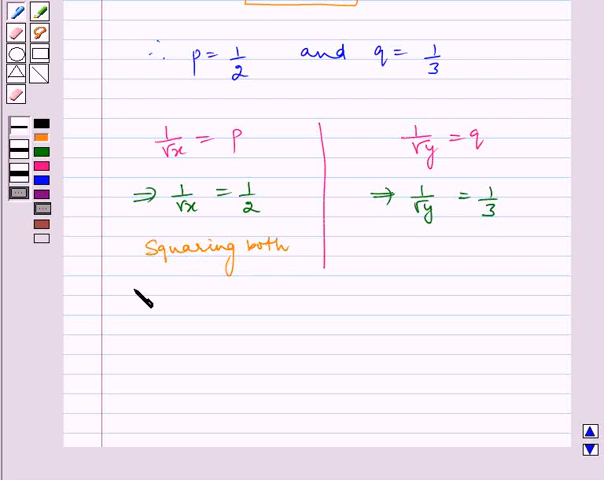 ∴ p = 1/2 and q = 1/3
1/√x = p
⇒ 1/√x = 1/2
Squaring both
1/√y = q
⇒ 1/√y = 1/3